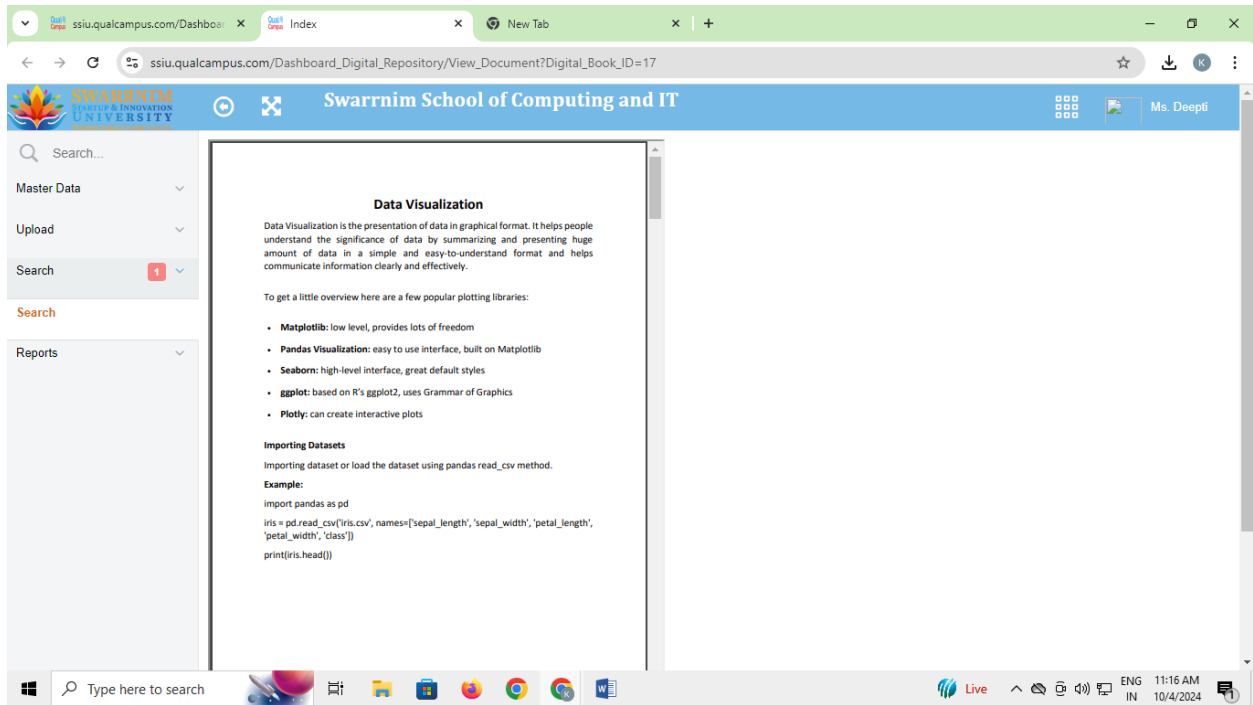 ssiu.qualcampus.com/Dashboar
Index
New Tab
ssiu.qualcampus.com/Dashboard_Digital_Repository/View_Document?Digital_Book_ID=17
K
SWARRNIM
STARTUP & INNOVATION
UNIVERSITY
Swarrnim School of Computing and IT
Ms. Deepti
Search...
Master Data
Upload
Search
1
Search
Reports
Data Visualization
Data Visualization is the presentation of data in graphical format. It helps people
understand the significance of data by summarizing and presenting huge
amount of data in a simple and easy-to-understand format and helps
communicate information clearly and effectively.
To get a little overview here are a few popular plotting libraries:
• Matplotlib: low level, provides lots of freedom
• Pandas Visualization: easy to use interface, built on Matplotlib
• Seaborn: high-level interface, great default styles
• ggplot: based on R's ggplot2, uses Grammar of Graphics
• Plotly: can create interactive plots
Importing Datasets
Importing dataset or load the dataset using pandas read_csv method.
Example:
import pandas as pd
iris = pd.read_csv('iris.csv', names=['sepal_length', 'sepal_width', 'petal_length',
'petal_width', 'class'])
print(iris.head())
Type here to search
Live
ENG
IN
11:16 AM
10/4/2024
1